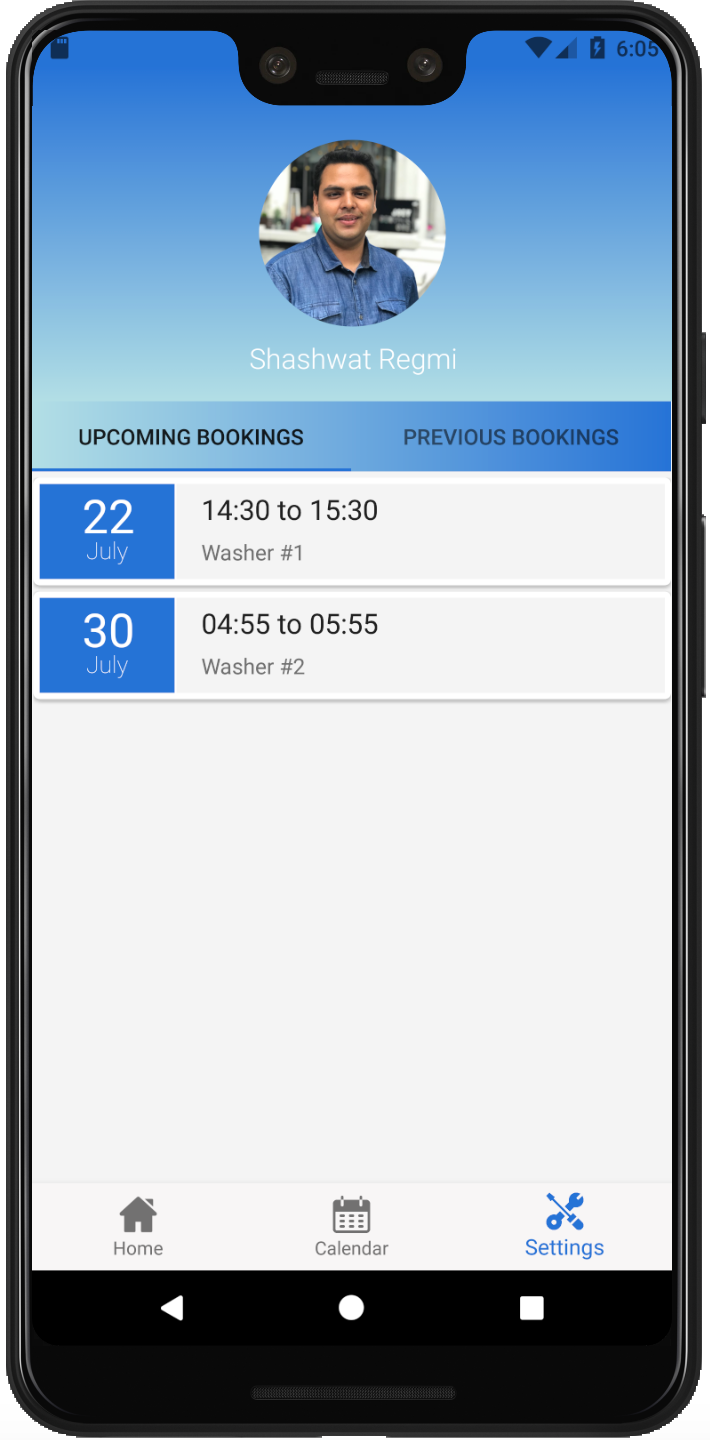 6:05
Shashwat Regmi
UPCOMING BOOKINGS PREVIOUS BOOKINGS
22
July
14:30 to 15:30
Washer #1
30
July
04:55 to 05:55
Washer #2
Home Calendar Settings